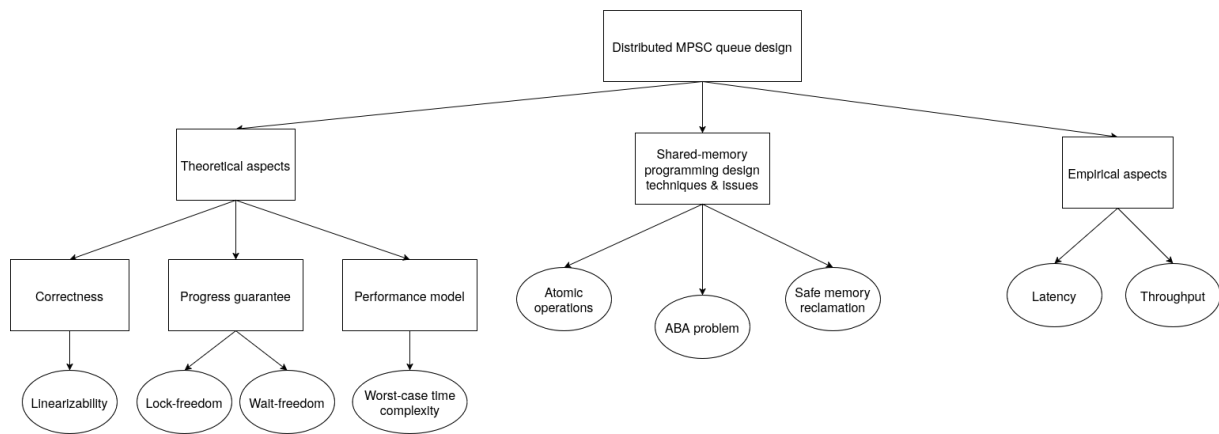 Distributed MPSC queue design
Theoretical aspects
Shared-memory
programming design
techniques & issues
Empirical aspects
Correctness
Progress guarantee
Performance model
Atomic
operations
ABA problem
Safe memory
reclamation
Latency
Throughput
Linearizability
Lock-freedom
Wait-freedom
Worst-case time
complexity